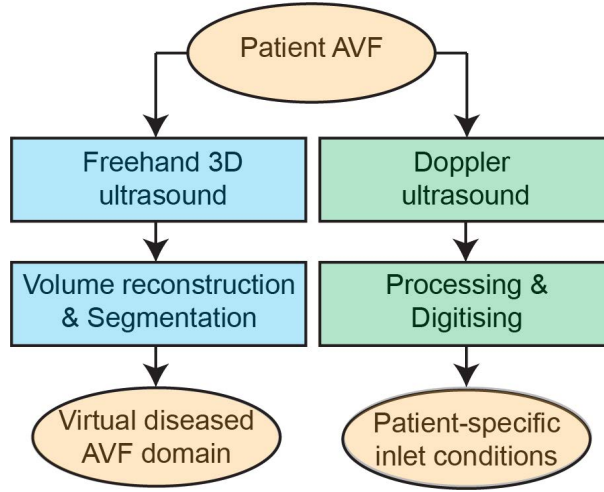 Patient AVF
Freehand 3D
ultrasound
Doppler
ultrasound
Volume reconstruction
& Segmentation
Processing &
Digitising
Virtual diseased
AVF domain
Patient-specific
inlet conditions